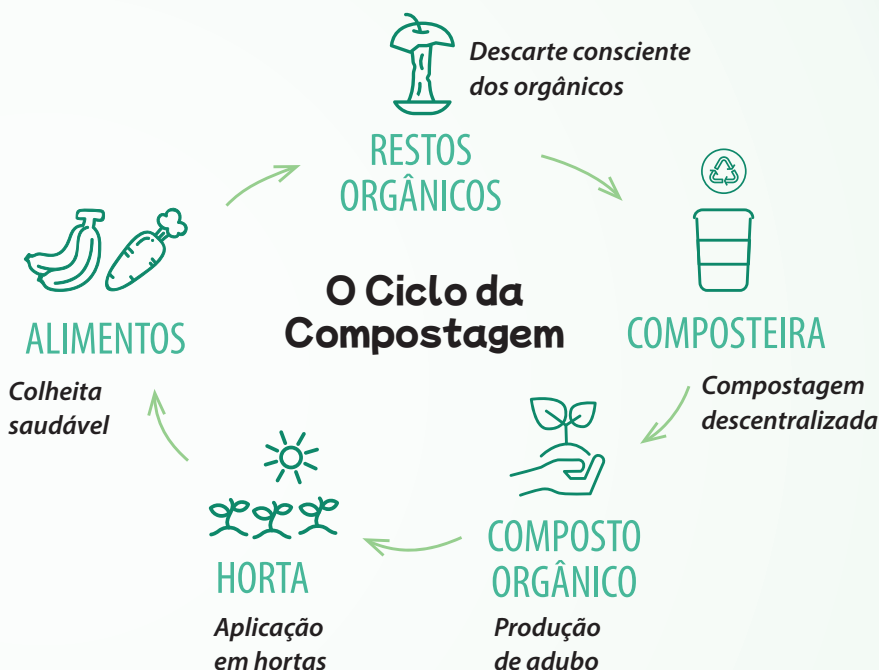 Descarte consciente
dos orgânicos
RESTOS
ORGÂNICOS
O Ciclo da
Compostagem
COMPOSTEIRA
Compostagem
descentralizada
COMPOSTO
ORGÂNICO
Produção
de adubo
HORTA
Aplicação
em hortas
ALIMENTOS
Colheita
saudável